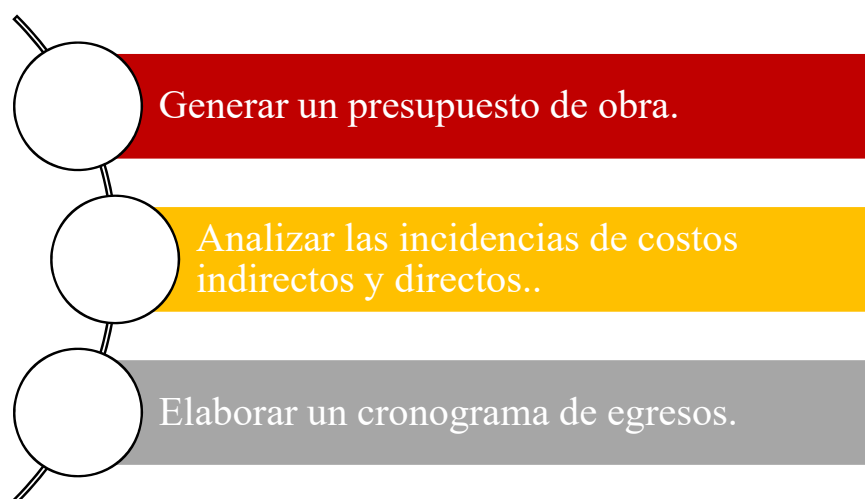 Generar un presupuesto de obra.
Analizar las incidencias de costos
indirectos y directos..
Elaborar un cronograma de egresos.